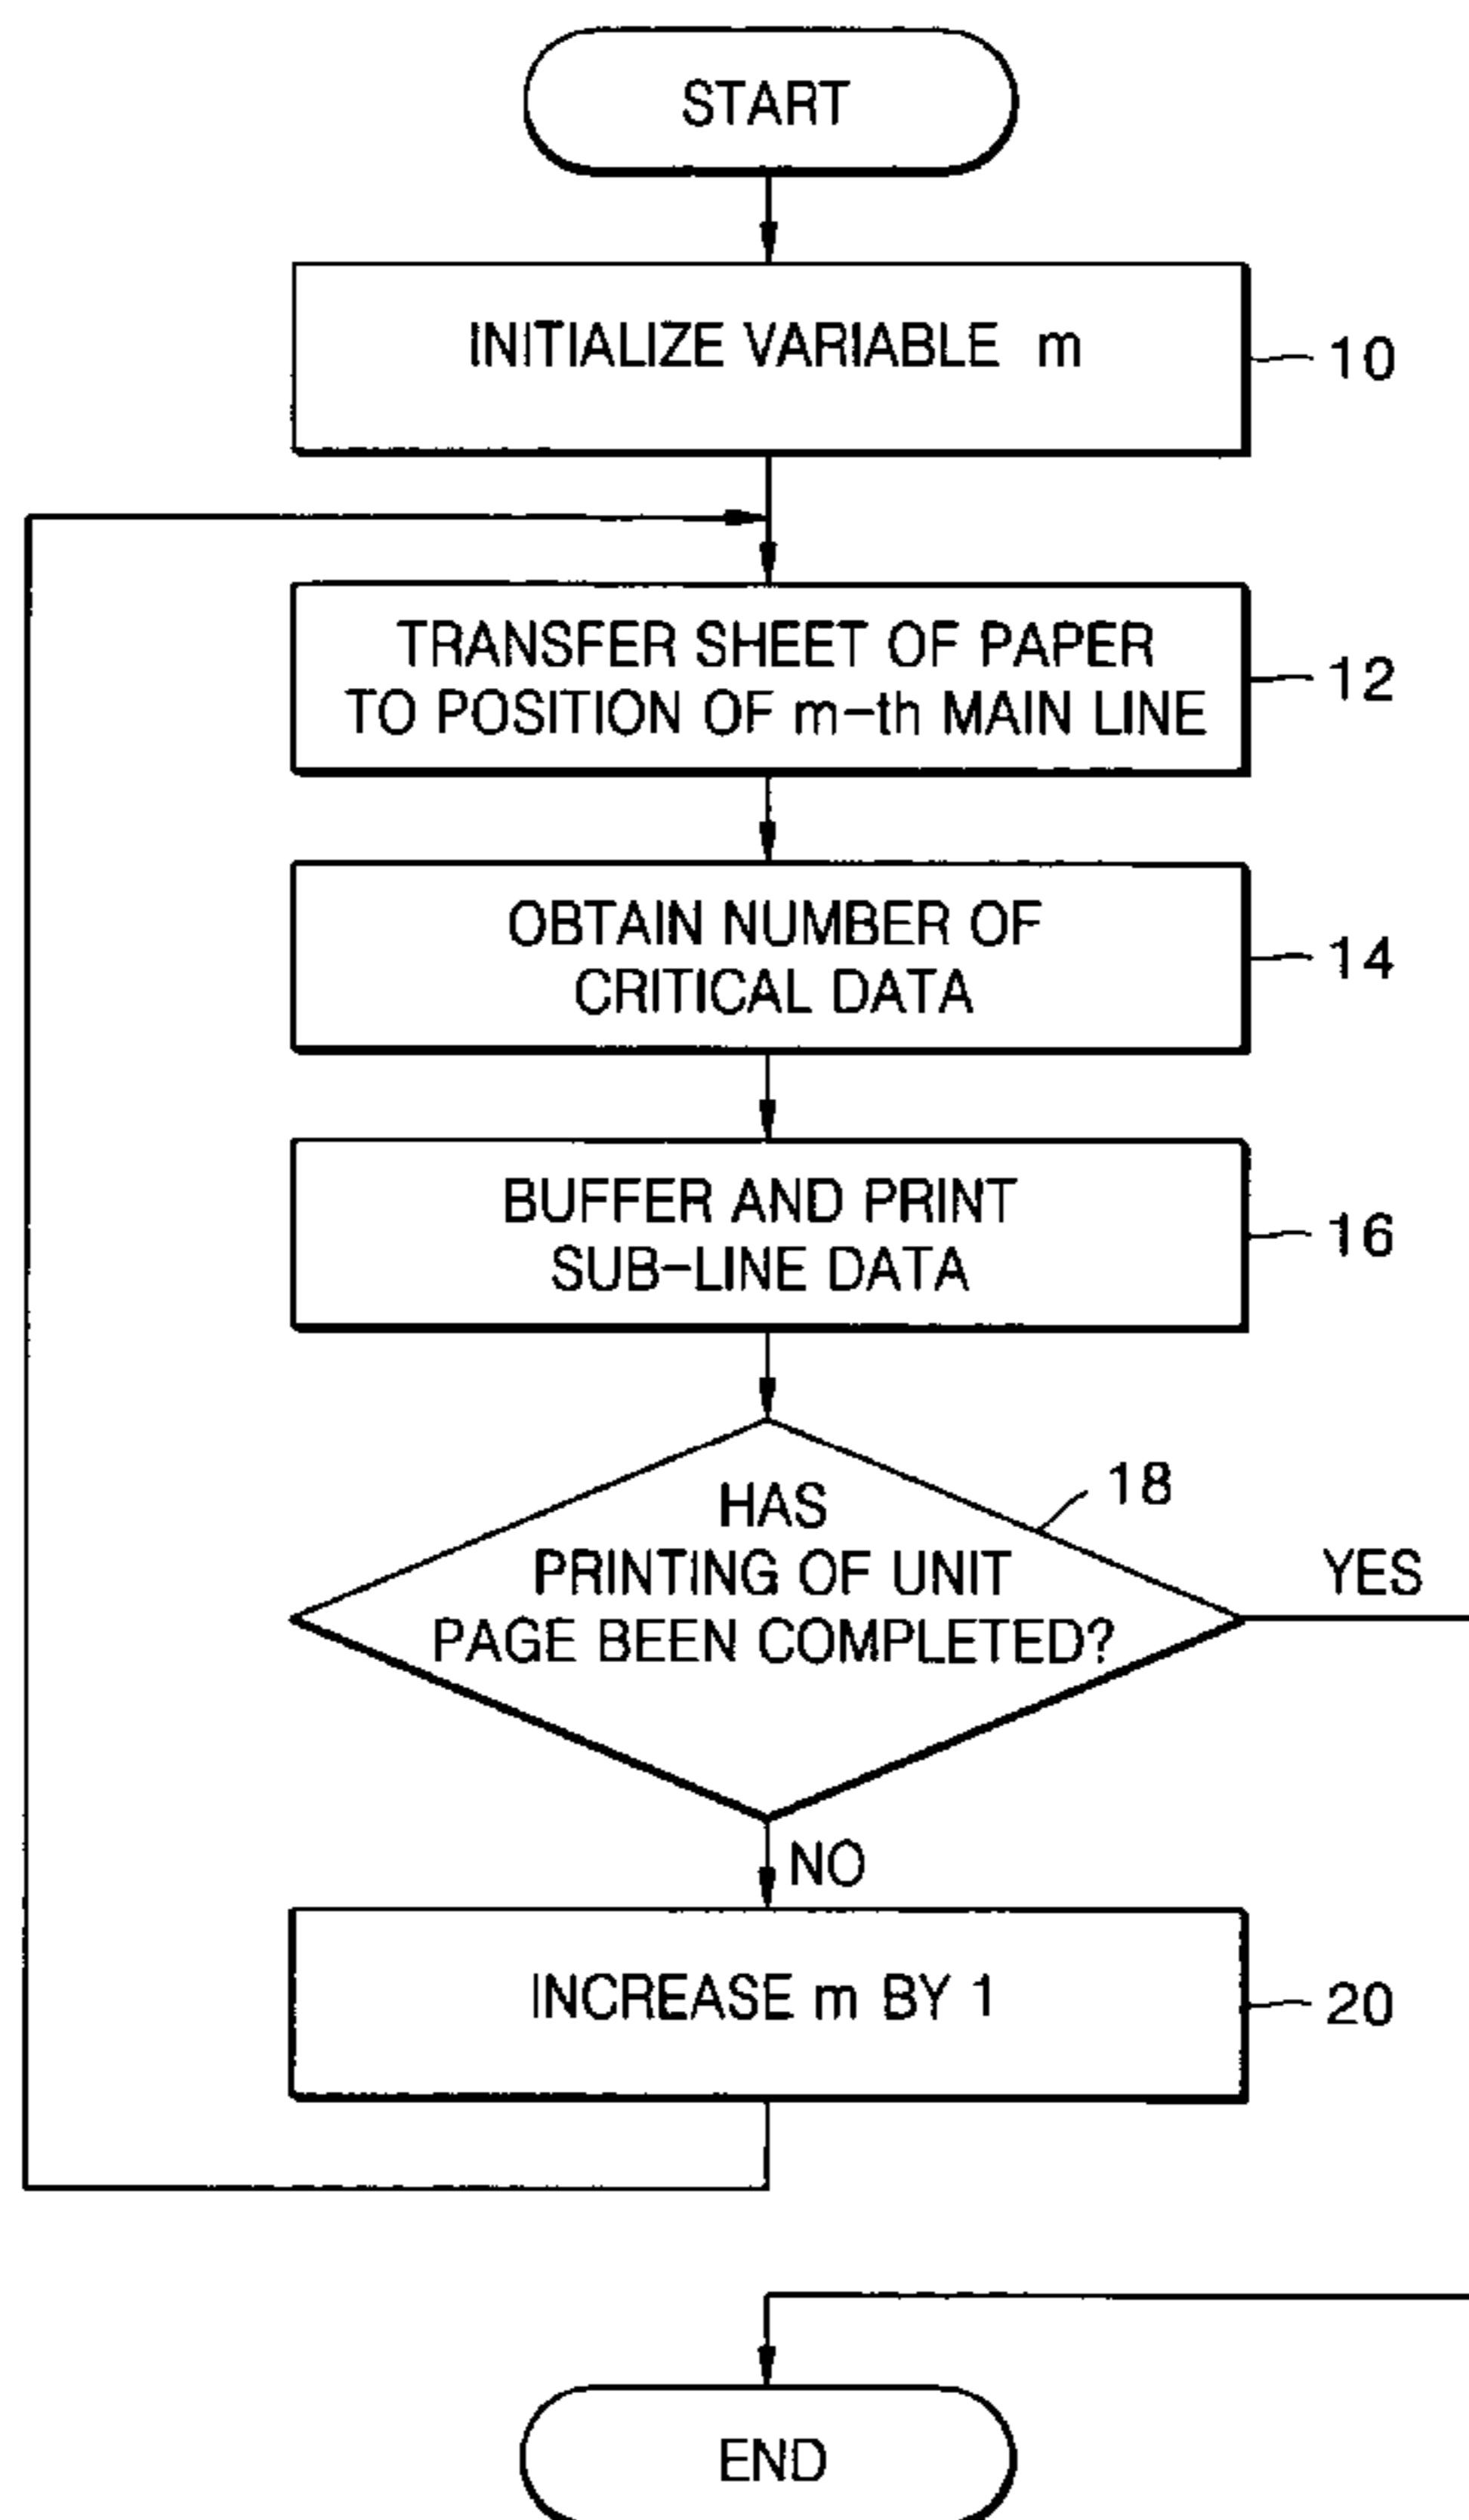 START
INITIALIZE VARIABLE m
10
TRANSFER SHEET OF PAPER
TO POSITION OF m-th MAIN LINE
12
OBTAIN NUMBER OF
CRITICAL DATA
14
BUFFER AND PRINT
SUB-LINE DATA
16
18
HAS
PRINTING OF UNIT
PAGE BEEN COMPLETED?
YES
NO
INCREASE m BY 1
20
END